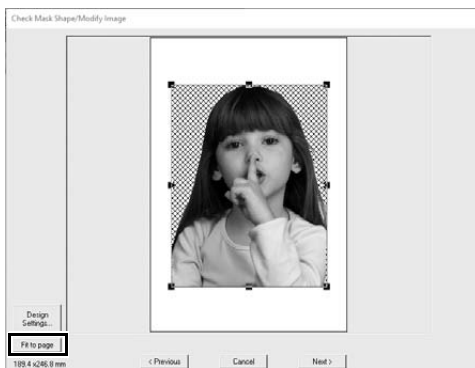 Check Mask Shape/Modify Image
Design
Settings...
Fit to page
189.4 x246.8 mm
< Previous
Cancel
Next >